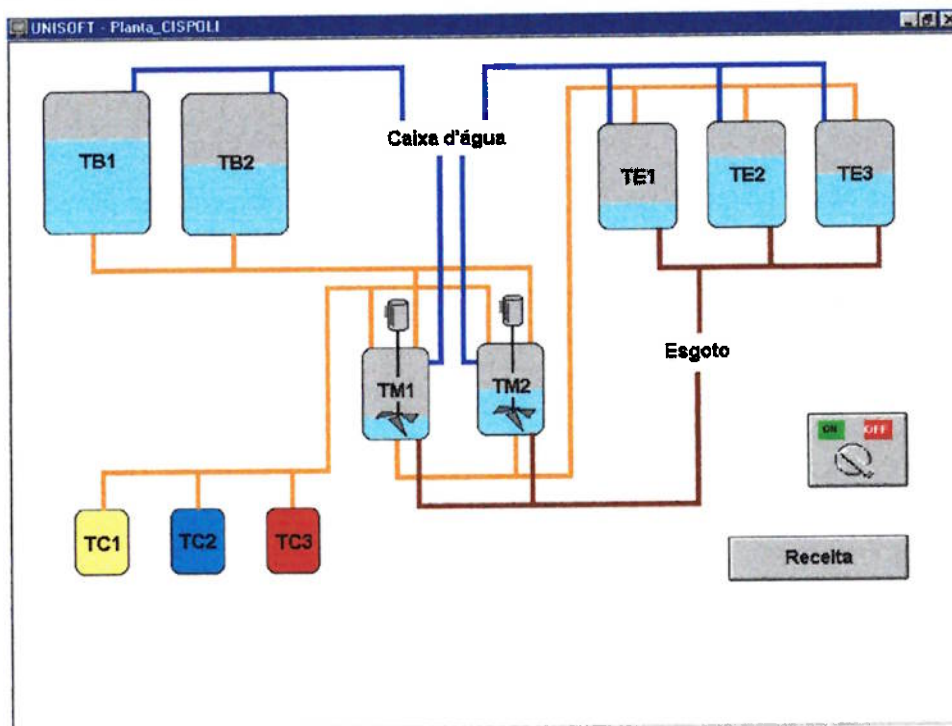 UNISOFT - Planta_CISPOLI
Caixa d'água
TB1
TB2
TE1
TE2
TE3
TM1
TM2
Esgoto
ON
OFF
TC1
TC2
TC3
Receita